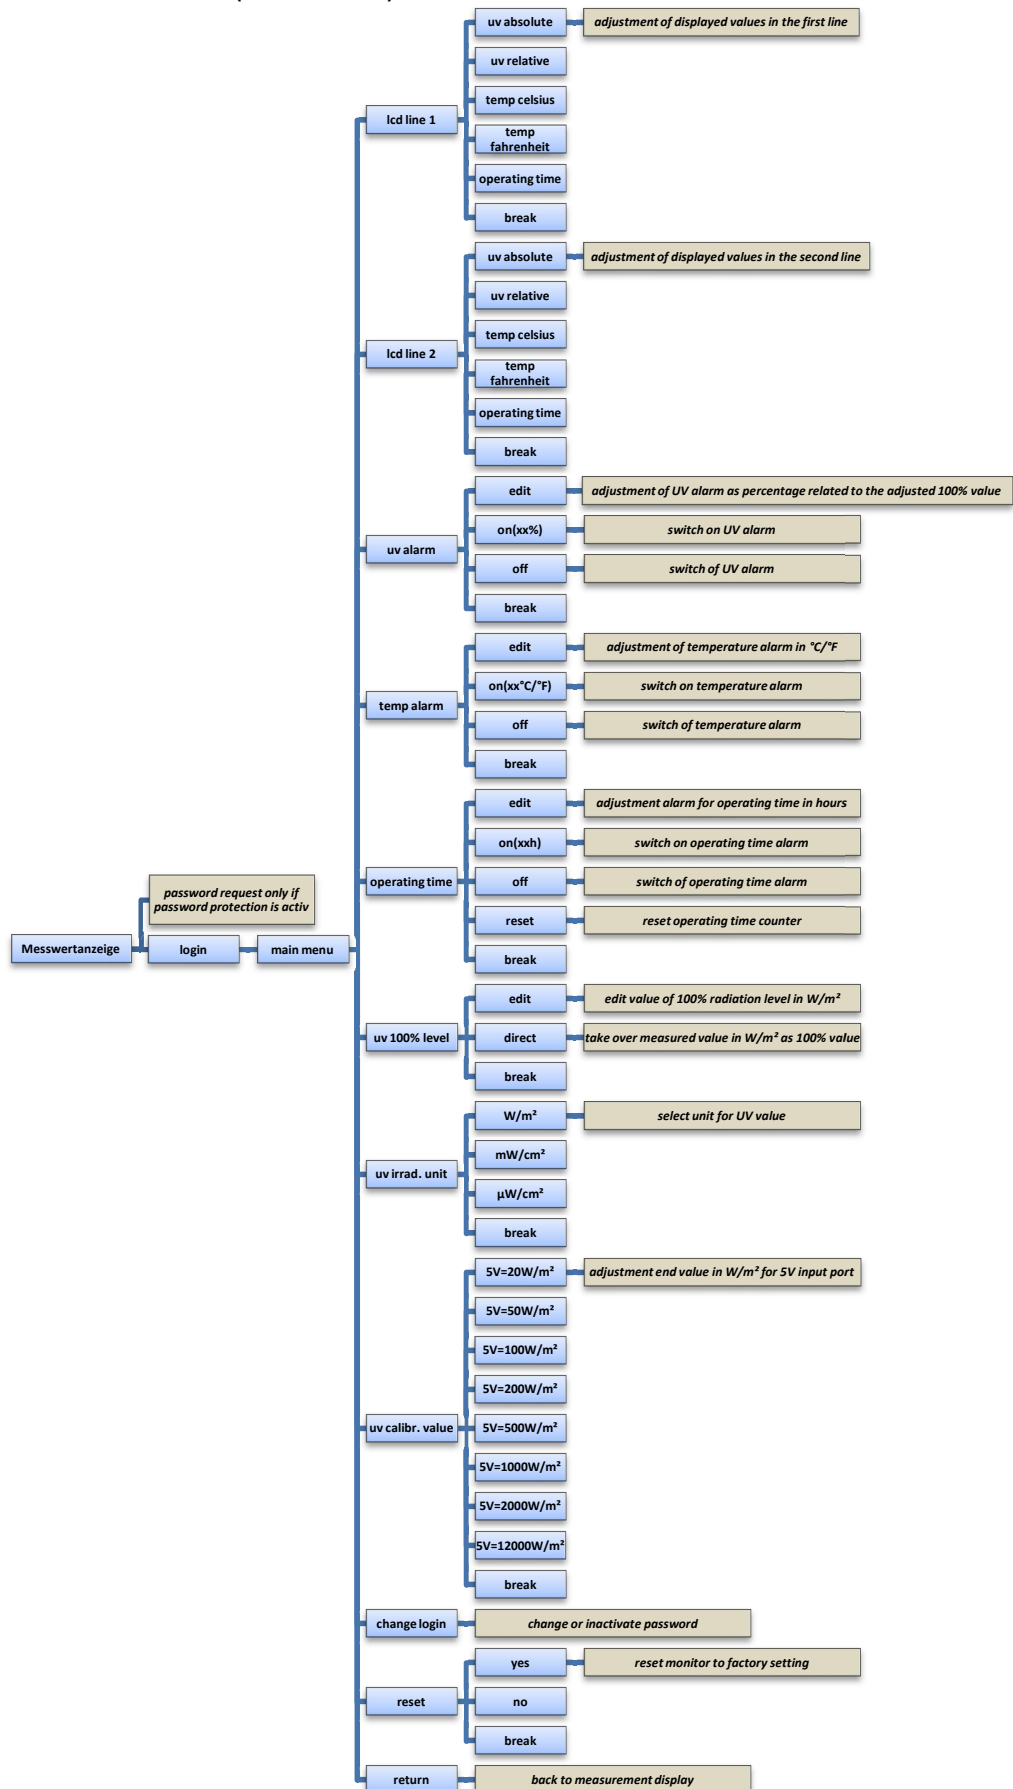 uv absolute
adjustment of displayed values in the first line
uv relative
temp celsius
lcd line 1
temp
fahrenheit
operating time
break
uv absolute
adjustment of displayed values in the second line
uv relative
temp celsius
lcd line 2
temp
fahrenheit
operating time
break
edit
adjustment of UV alarm as percentage related to the adjusted 100% value
on(xx%)
switch on UV alarm
uv alarm
off
switch of UV alarm
break
edit
adjustment of temperature alarm in °C/°F
on(xx°C/°F)
switch on temperature alarm
temp alarm
off
switch of temperature alarm
break
edit
adjustment alarm for operating time in hours
on(xxh)
switch on operating time alarm
operating time
off
switch of operating time alarm
password request only if
password protection is activ
reset
reset operating time counter
Messwertanzeige
login
main menu
break
edit
edit value of 100% radiation level in W/m²
uv 100% level
direct
take over measured value in W/m² as 100% value
break
W/m²
select unit for UV value
mW/cm²
uv irrad. unit
µW/cm²
break
5V=20W/m²
adjustment end value in W/m² for 5V input port
5V=50W/m²
5V=100W/m²
5V=200W/m²
uv calibr. value
5V=500W/m²
5V=1000W/m²
5V=2000W/m²
5V=12000W/m²
break
change login
change or inactivate password
yes
reset monitor to factory setting
reset
no
break
return
back to measurement display